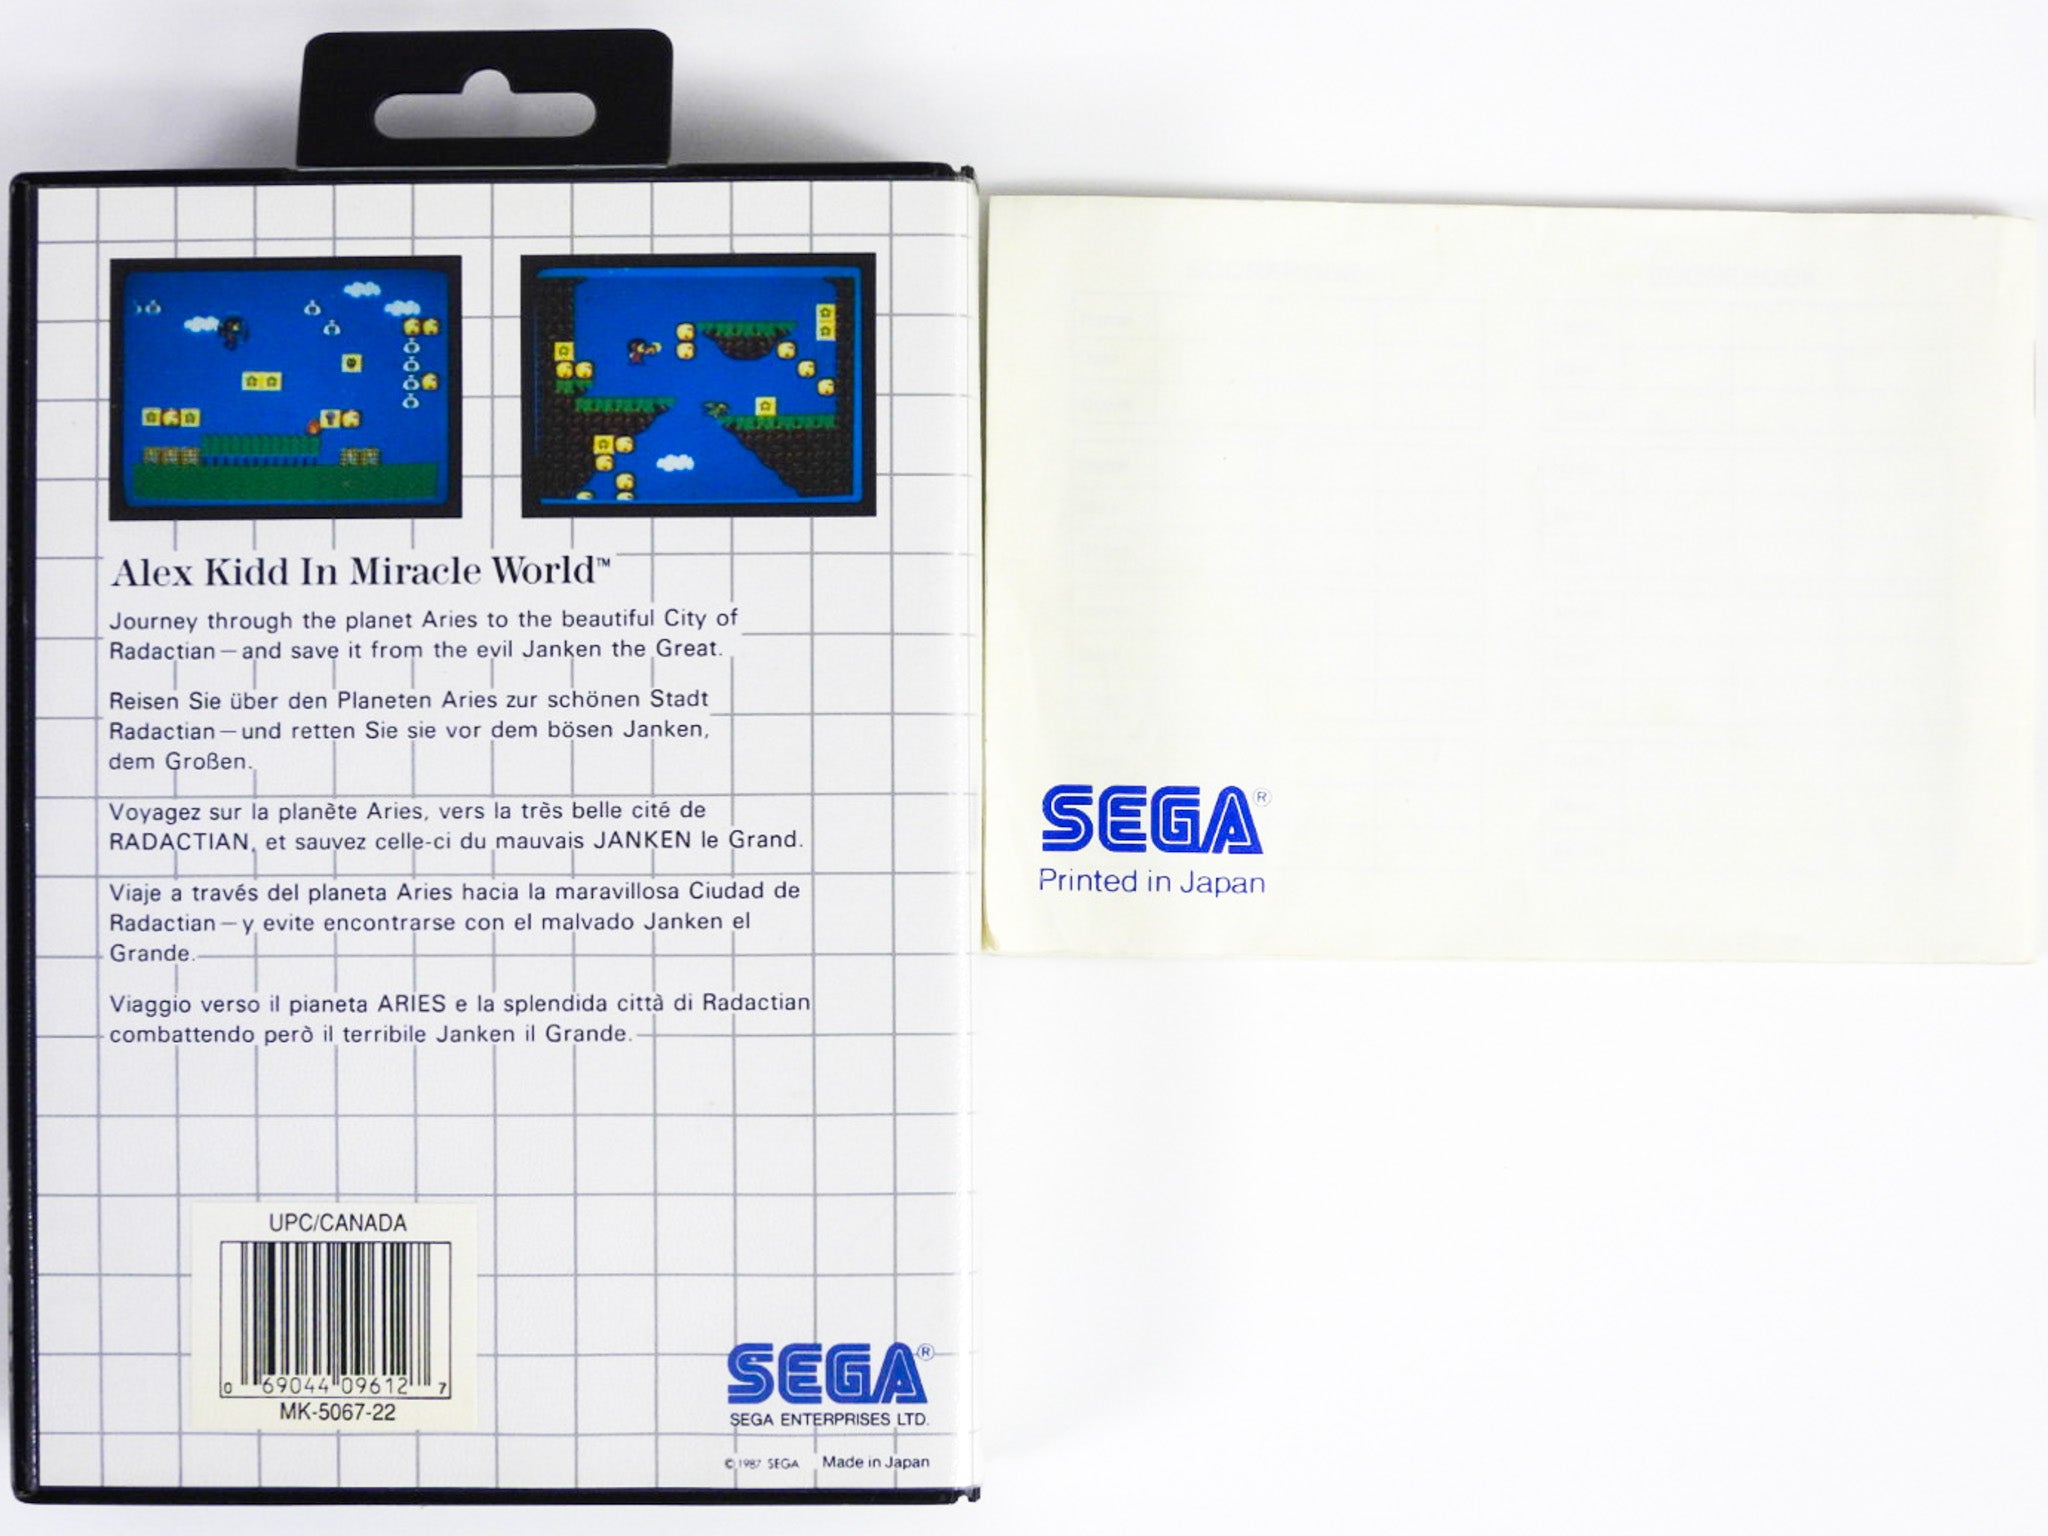 Alex Kidd In Miracle World™
Journey through the planet Aries to the beautiful City of
Radactian—and save it from the evil Janken the Great.
Reisen Sie über den Planeten Aries zur schönen Stadt
Radactian—und retten Sie sie vor dem bösen Janken,
dem Großen.
Voyagez sur la planète Aries, vers la très belle cité de
RADACTIAN, et sauvez celle-ci du mauvais JANKEN le Grand.
Viaje a través del planeta Aries hacia la maravillosa Ciudad de
Radactian—y evite encontrarse con el malvado Janken el
Grande.
Viaggio verso il pianeta ARIES e la splendida città di Radactian
combattendo però il terribile Janken il Grande.
UPC/CANADA
0 69044 09612 7
MK-5067-22
SEGA®
SEGA ENTERPRISES LTD.
© 1987 SEGA Made in Japan
SEGA®
Printed in Japan